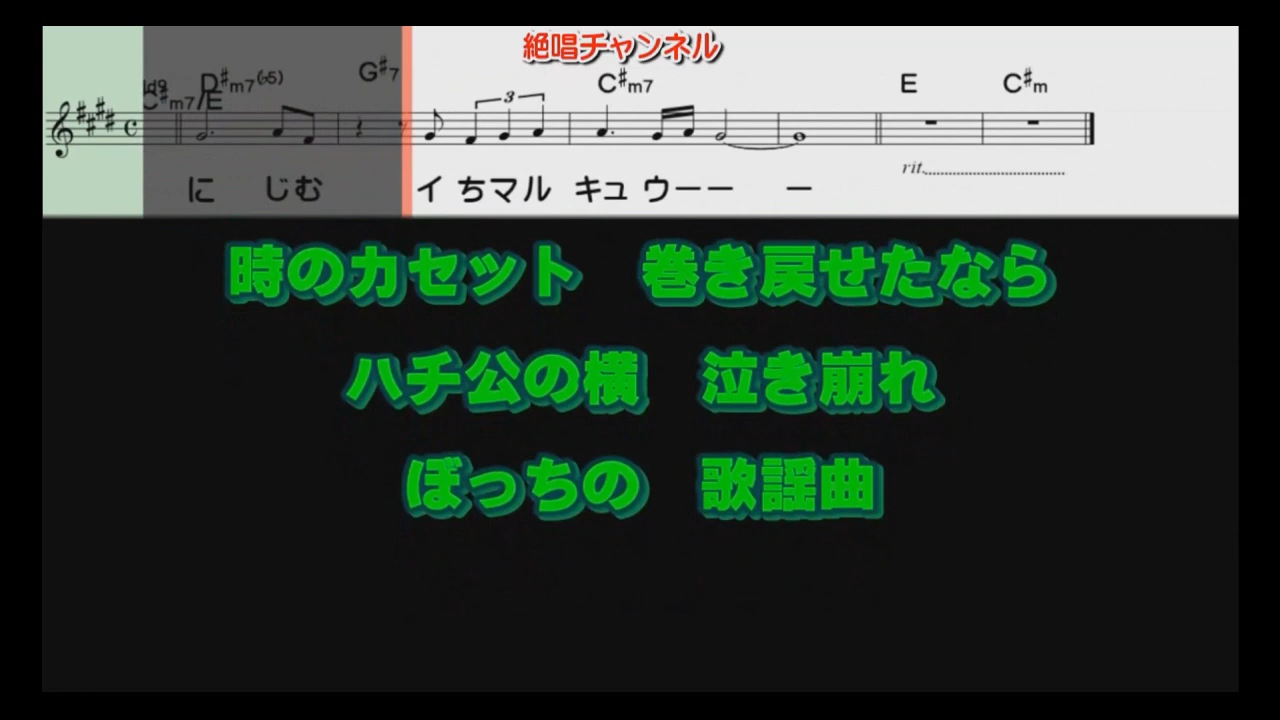 絶唱チャンネル
D♯m7(♭5) G♯7 C♯m7 E C♯m
C♯m7/E
3
rit.
に じむ イ ちマル キュ ウーー ー
時のカセット 巻き戻せたなら
ハチ公の横 泣き崩れ
ぼっちの 歌謡曲